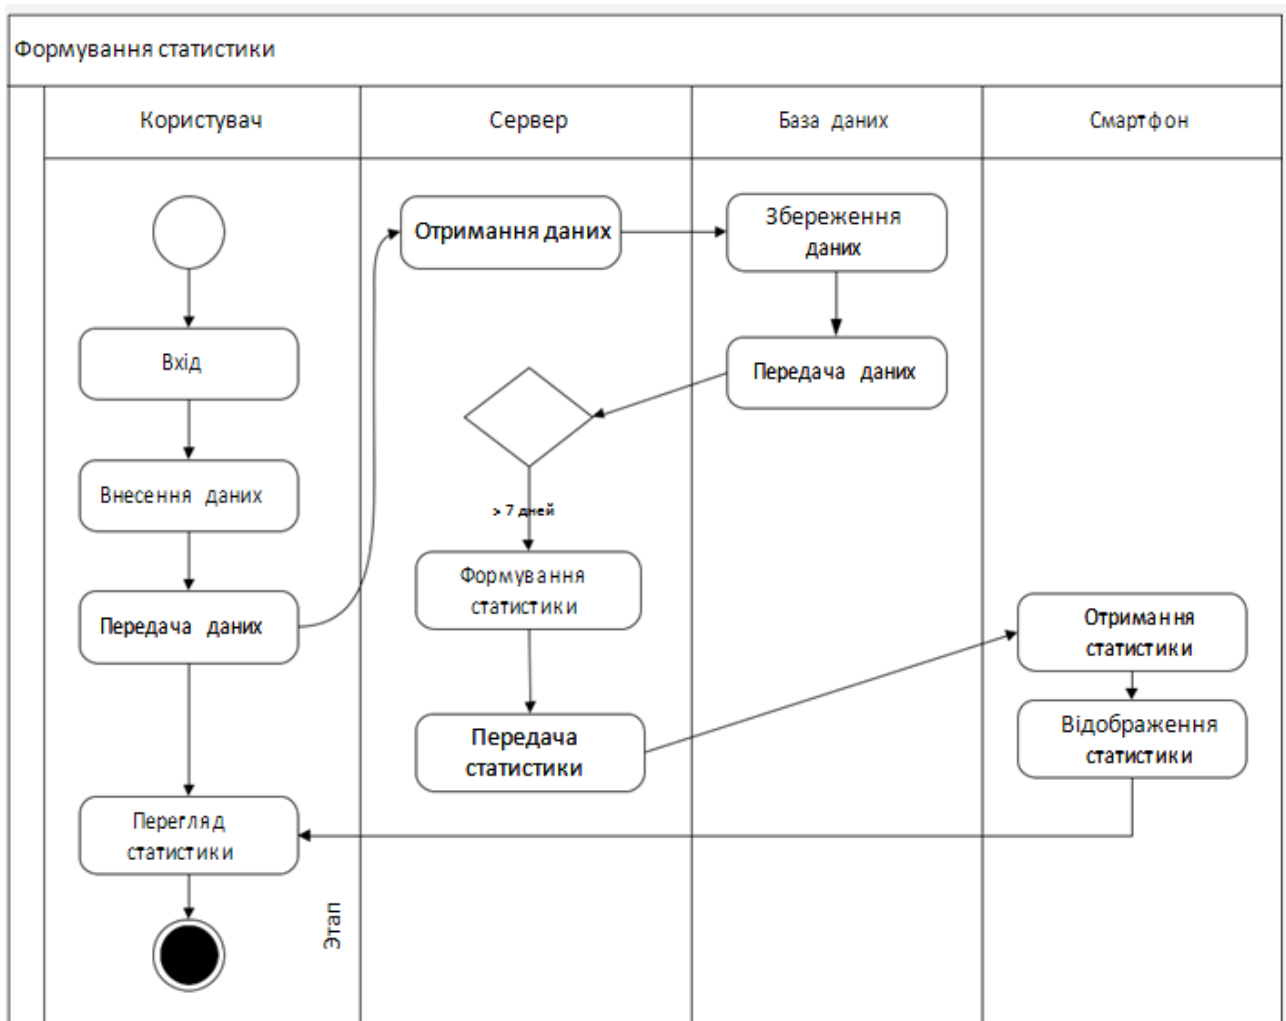 Формування статистики
Користувач
Сервер
База даних
Смартфон
Вхід
Внесення даних
Передача даних
Перегляд
статистики
Этап
Отримання даних
> 7 дней
Формування
статистики
Передача
статистики
Збереження
даних
Передача даних
Отримання
статистики
Відображення
статистики